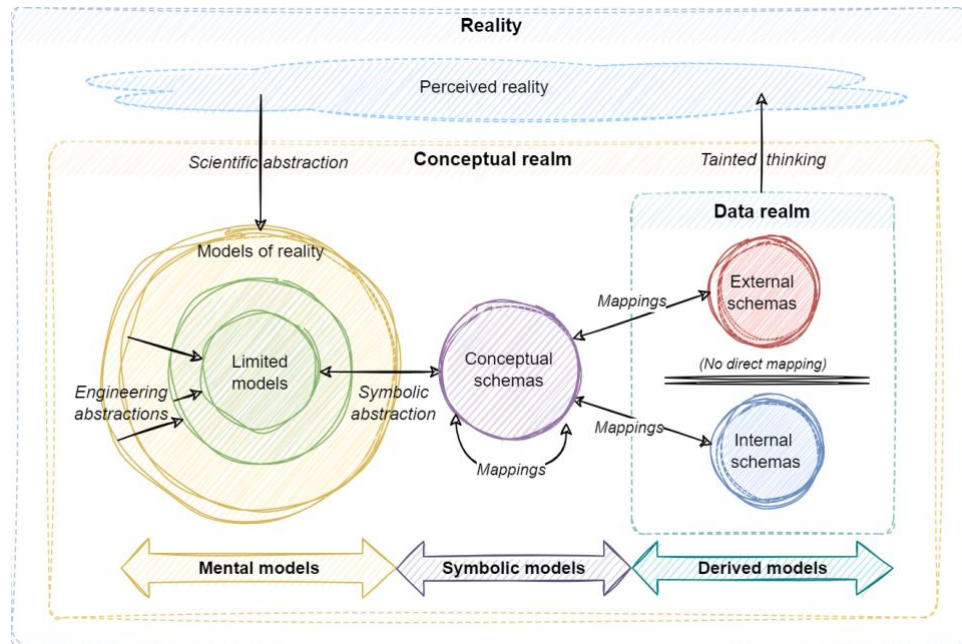 Reality
Perceived reality
Scientific abstraction
Conceptual realm
Tainted thinking
Data realm
Models of reality
External
schemas
Mappings
Limited
models
Conceptual
schemas
(No direct mapping)
Engineering
abstractions
Symbolic
abstraction
Mappings
Internal
schemas
Mappings
Mental models
Symbolic models
Derived models